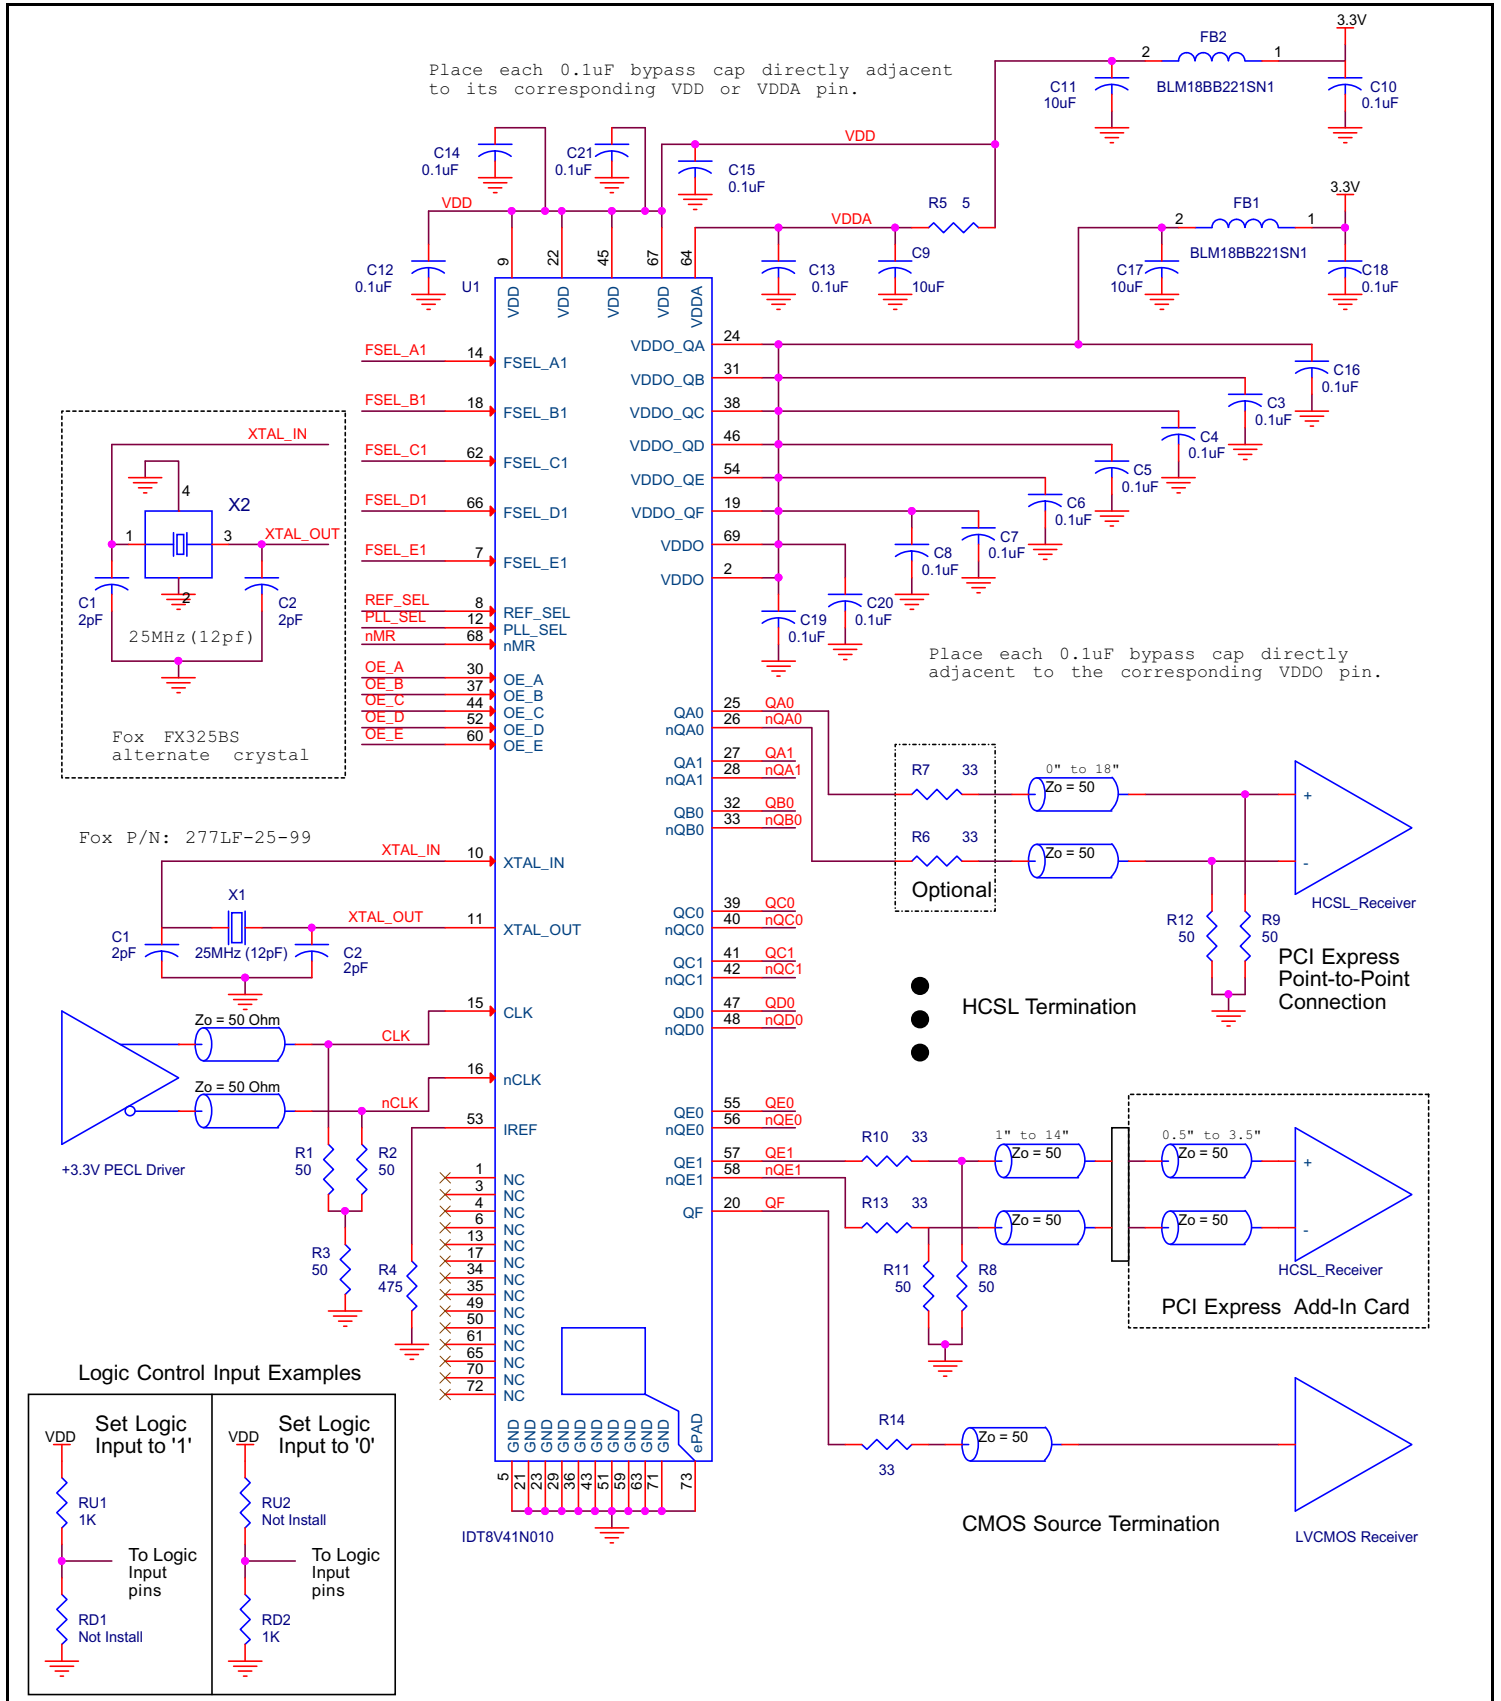 3.3V
FB2
2
1
BLM18BB221SN1
C11
10uF
C10
0.1uF
Place each 0.1uF bypass cap directly adjacent
to its corresponding VDD or VDDA pin.
C14
0.1uF
C21
0.1uF
C15
0.1uF
VDD
3.3V
FB1
2
1
BLM18BB221SN1
C17
10uF
C18
0.1uF
VDD
R5 5
VDDA
C12
0.1uF
C13
0.1uF
C9
10uF
U1
9
22
45
67
64
VDD
VDD
VDD
VDD
VDDA
FSEL_A1
14
FSEL_A1
FSEL_B1
18
FSEL_B1
FSEL_C1
62
FSEL_C1
FSEL_D1
66
FSEL_D1
FSEL_E1
7
FSEL_E1
REF_SEL
8
REF_SEL
PLL_SEL
12
PLL_SEL
nMR
68
nMR
OE_A
30
OE_A
OE_B
37
OE_B
OE_C
44
OE_C
OE_D
52
OE_D
OE_E
60
OE_E
VDDO_QA
24
VDDO_QB
31
VDDO_QC
38
VDDO_QD
46
VDDO_QE
54
VDDO_QF
19
VDDO
69
VDDO
2
C16
0.1uF
C3
0.1uF
C4
0.1uF
C5
0.1uF
C6
0.1uF
C7
0.1uF
C8
0.1uF
C20
0.1uF
C19
0.1uF
Place each 0.1uF bypass cap directly
adjacent to the corresponding VDDO pin.
XTAL_IN
4
X2
1
3
XTAL_OUT
2
C1
2pF
C2
2pF
25MHz(12pf)
Fox FX325BS
alternate crystal
Fox P/N: 277LF-25-99
XTAL_IN
10
XTAL_IN
X1
XTAL_OUT
11
XTAL_OUT
C1
2pF
25MHz (12pF)
C2
2pF
QA0
25
QA0
nQA0
26
nQA0
QA1
27
QA1
nQA1
28
nQA1
QB0
32
QB0
nQB0
33
nQB0
QC0
39
QC0
nQC0
40
nQC0
QC1
41
QC1
nQC1
42
nQC1
QD0
47
QD0
nQD0
48
nQD0
QE0
55
QE0
nQE0
56
nQE0
QE1
57
QE1
nQE1
58
nQE1
QF
20
QF
R7 33
R6 33
Optional
0" to 18"
Zo = 50
Zo = 50
+
-
HCSL_Receiver
R12
50
R9
50
PCI Express
Point-to-Point
Connection
HCSL Termination
Zo = 50 Ohm
CLK
15
CLK
Zo = 50 Ohm
nCLK
16
nCLK
+3.3V PECL Driver
R1
50
R2
50
R3
50
53
IREF
R4
475
1
NC
3
NC
4
NC
6
NC
13
NC
17
NC
34
NC
35
NC
49
NC
50
NC
61
NC
65
NC
70
NC
72
NC
R10 33
R13 33
R11
50
R8
50
1" to 14"
Zo = 50
Zo = 50
0.5" to 3.5"
Zo = 50
Zo = 50
+
-
HCSL_Receiver
PCI Express Add-In Card
R14
33
Zo = 50
CMOS Source Termination
LVCMOS Receiver
GND
GND
GND
GND
GND
GND
GND
GND
GND
GND
ePAD
5
21
23
29
36
43
51
59
63
71
73
IDT8V41N010
Logic Control Input Examples
Set Logic
Input to '1'
VDD
RU1
1K
To Logic
Input
pins
RD1
Not Install
Set Logic
Input to '0'
VDD
RU2
Not Install
To Logic
Input
pins
RD2
1K